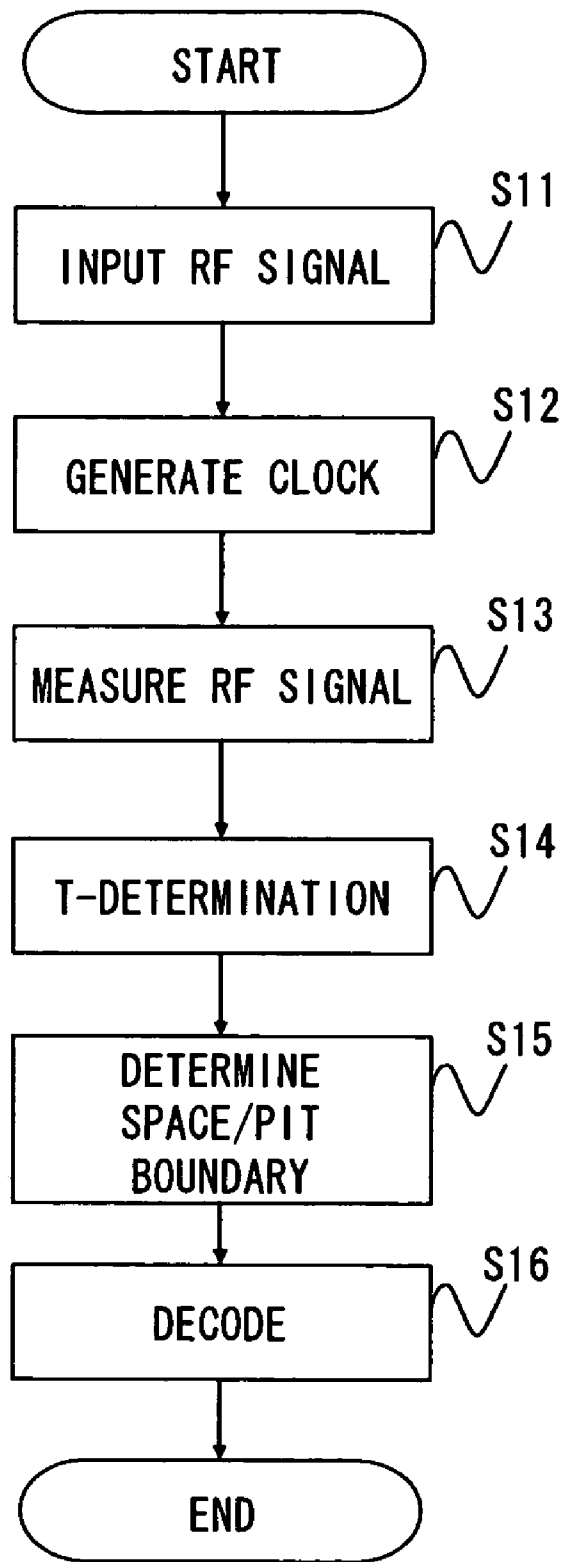 START
S11
INPUT RF SIGNAL
S12
GENERATE CLOCK
S13
MEASURE RF SIGNAL
S14
T-DETERMINATION
S15
DETERMINE
SPACE/PIT
BOUNDARY
S16
DECODE
END